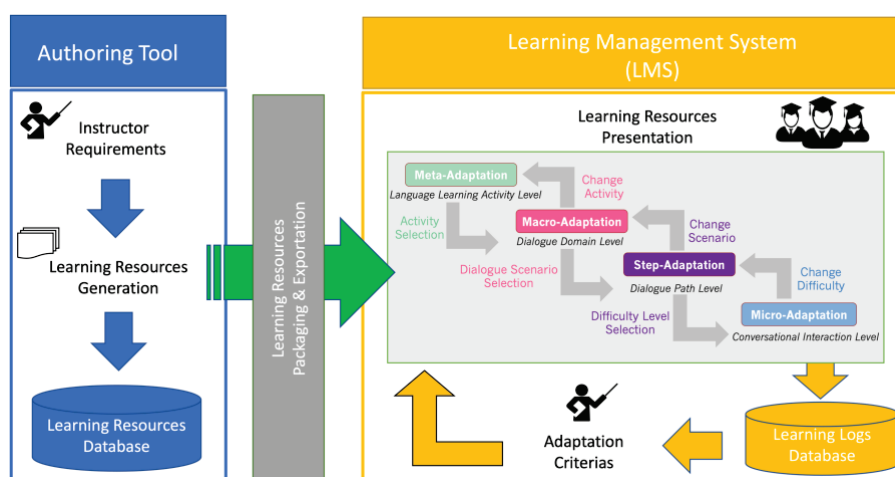 Authoring Tool
Instructor
Requirements
Learning Resources
Generation
Learning Resources
Database
Learning Resources
Packaging & Exportation
Learning Management System
(LMS)
Learning Resources
Presentation
Meta-Adaptation
Language Learning Activity Level
Change
Activity
Activity
Selection
Macro-Adaptation
Dialogue Domain Level
Change
Scenario
Dialogue Scenario
Selection
Step-Adaptation
Dialogue Path Level
Change
Difficulty
Difficulty Level
Selection
Micro-Adaptation
Conversational Interaction Level
Adaptation
Criterias
Learning Logs
Database